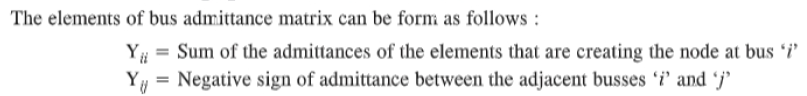 The elements of bus admittance matrix can be form as follows :
Yii = Sum of the admittances of the elements that are creating the node at bus ‘i’
Yij = Negative sign of admittance between the adjacent busses ‘i’ and ‘j’